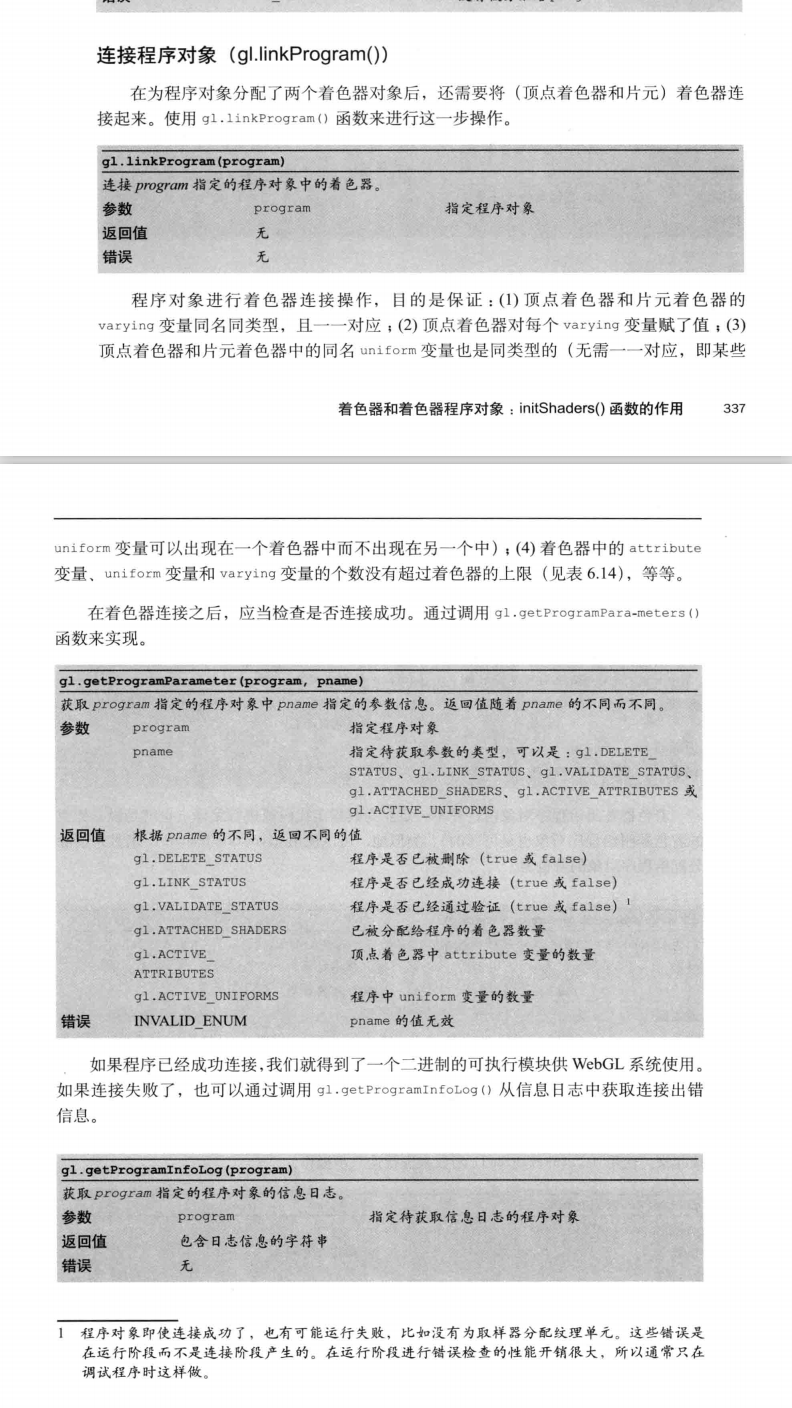 错误
连接程序对象（gl.linkProgram()）
在为程序对象分配了两个着色器对象后，还需要将（顶点着色器和片元）着色器连
接起来。使用 gl.linkProgram() 函数来进行这一步操作。
gl.linkProgram(program)
连接 program 指定的程序对象中的着色器。
参数 program 指定程序对象
返回值 无
错误 无
程序对象进行着色器连接操作，目的是保证：(1) 顶点着色器和片元着色器的
varying 变量同名同类型，且一一对应；(2) 顶点着色器对每个 varying 变量赋了值；(3)
顶点着色器和片元着色器中的同名 uniform 变量也是同类型的（无需一一对应，即某些
着色器和着色器程序对象：initShaders() 函数的作用 337
uniform 变量可以出现在一个着色器中而不出现在另一个中）；(4) 着色器中的 attribute
变量、uniform 变量和 varying 变量的个数没有超过着色器的上限（见表 6.14），等等。
在着色器连接之后，应当检查是否连接成功。通过调用 gl.getProgramPara-meters()
函数来实现。
gl.getProgramParameter(program, pname)
获取 program 指定的程序对象中 pname 指定的参数信息。返回值随着 pname 的不同而不同。
参数 program 指定程序对象
pname 指定待获取参数的类型，可以是：gl.DELETE_
STATUS、gl.LINK_STATUS、gl.VALIDATE_STATUS、
gl.ATTACHED_SHADERS、gl.ACTIVE_ATTRIBUTES 或
gl.ACTIVE_UNIFORMS
返回值 根据 pname 的不同，返回不同的值
gl.DELETE_STATUS 程序是否已被删除（true 或 false）
gl.LINK_STATUS 程序是否已经成功连接（true 或 false）
gl.VALIDATE_STATUS 程序是否已经通过验证（true 或 false）1
gl.ATTACHED_SHADERS 已被分配给程序的着色器数量
gl.ACTIVE_ 顶点着色器中 attribute 变量的数量
ATTRIBUTES
gl.ACTIVE_UNIFORMS 程序中 uniform 变量的数量
错误 INVALID_ENUM pname 的值无效
如果程序已经成功连接，我们就得到了一个二进制的可执行模块供 WebGL 系统使用。
如果连接失败了，也可以通过调用 gl.getProgramInfoLog() 从信息日志中获取连接出错
信息。
gl.getProgramInfoLog(program)
获取 program 指定的程序对象的信息日志。
参数 program 指定待获取信息日志的程序对象
返回值 包含日志信息的字符串
错误 无
1 程序对象即使连接成功了，也有可能运行失败，比如没有为取样器分配纹理单元。这些错误是
在运行阶段而不是连接阶段产生的。在运行阶段进行错误检查的性能开销很大，所以通常只在
调试程序时这样做。